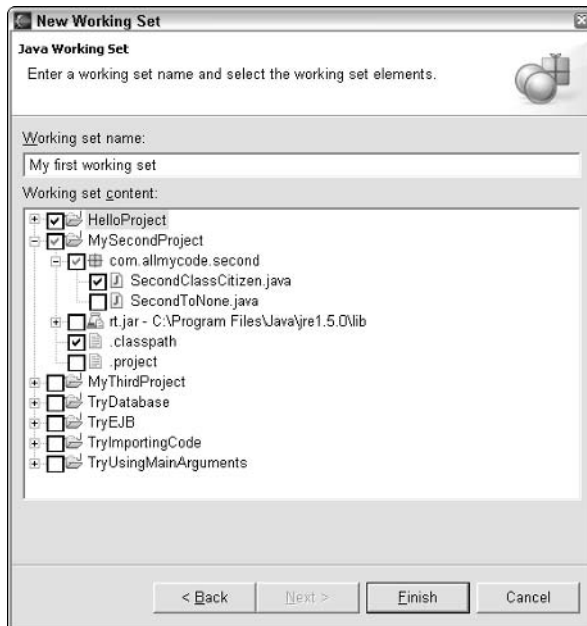 New Working Set
Java Working Set
Enter a working set name and select the working set elements.
Working set name:
My first working set
Working set content:
HelloProject
MySecondProject
com.allmycode.second
SecondClassCitizen.java
SecondToNone.java
rt.jar - C:\Program Files\Java\jre1.5.0\lib
.classpath
.project
MyThirdProject
TryDatabase
TryEJB
TryImportingCode
TryUsingMainArguments
< Back Next > Finish Cancel